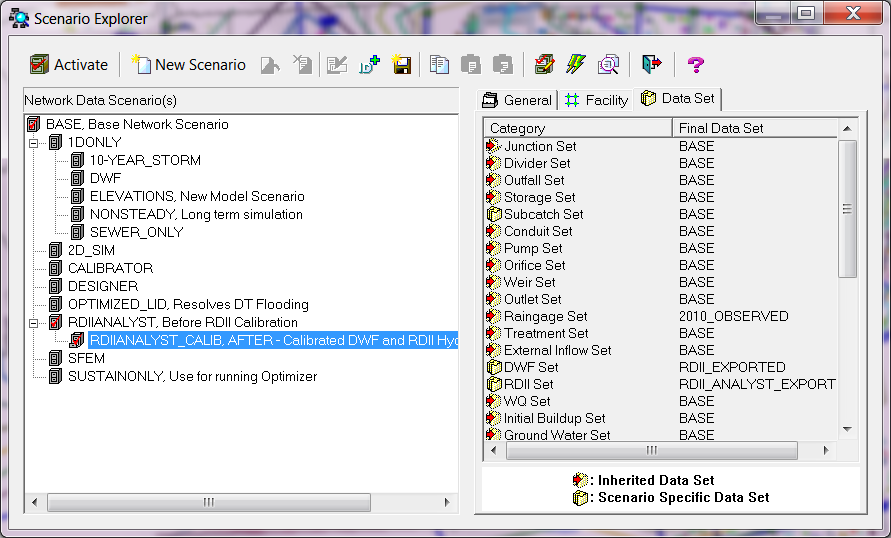 Scenario Explorer
Activate
New Scenario
Network Data Scenario(s)
BASE, Base Network Scenario
1DONLY
10-YEAR_STORM
DWF
ELEVATIONS, New Model Scenario
NONSTEADY, Long term simulation
SEWER_ONLY
2D_SIM
CALIBRATOR
DESIGNER
OPTIMIZED_LID, Resolves DT Flooding
RDIIANALYST, Before RDII Calibration
RDIIANALYST_CALIB, AFTER - Calibrated DWF and RDII Hyd
SFEM
SUSTAINONLY, Use for running Optimizer
General Facility Data Set
Category Final Data Set
Junction Set BASE
Divider Set BASE
Outfall Set BASE
Storage Set BASE
Subcatch Set BASE
Conduit Set BASE
Pump Set BASE
Orifice Set BASE
Weir Set BASE
Outlet Set BASE
Raingage Set 2010_OBSERVED
Treatment Set BASE
External Inflow Set BASE
DWF Set RDII_EXPORTED
RDII Set RDII_ANALYST_EXPORT
WQ Set BASE
Initial Buildup Set BASE
Ground Water Set BASE
: Inherited Data Set
: Scenario Specific Data Set